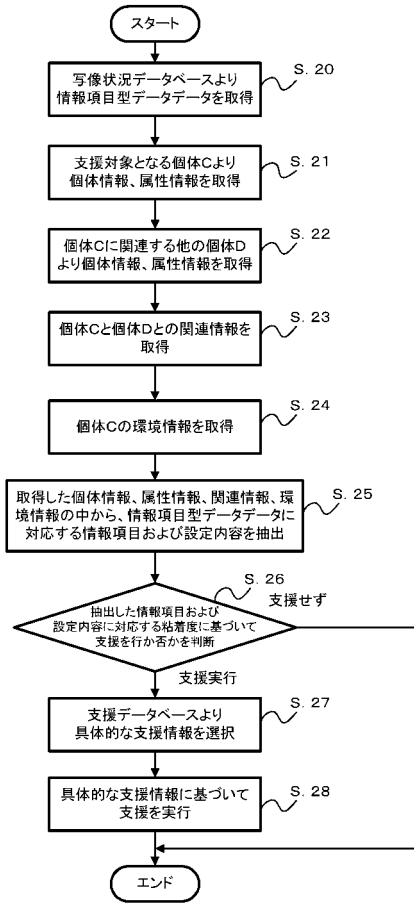 スタート
写像状況データベースより
情報項目型データデータを取得
S. 20
支援対象となる個体Cより
個体情報、属性情報を取得
S. 21
個体Cに関連する他の個体D
より個体情報、属性情報を取得
S. 22
個体Cと個体Dとの関連情報を
取得
S. 23
個体Cの環境情報を取得
S. 24
取得した個体情報、属性情報、関連情報、環
境情報の中から、情報項目型データデータに
対応する情報項目および設定内容を抽出
S. 25
S. 26
支援せず
抽出した情報項目および
設定内容に対応する粘着度に基づいて
支援を行か否かを判断
支援実行
支援データベースより
具体的な支援情報を選択
S. 27
具体的な支援情報に基づいて
支援を実行
S. 28
エンド